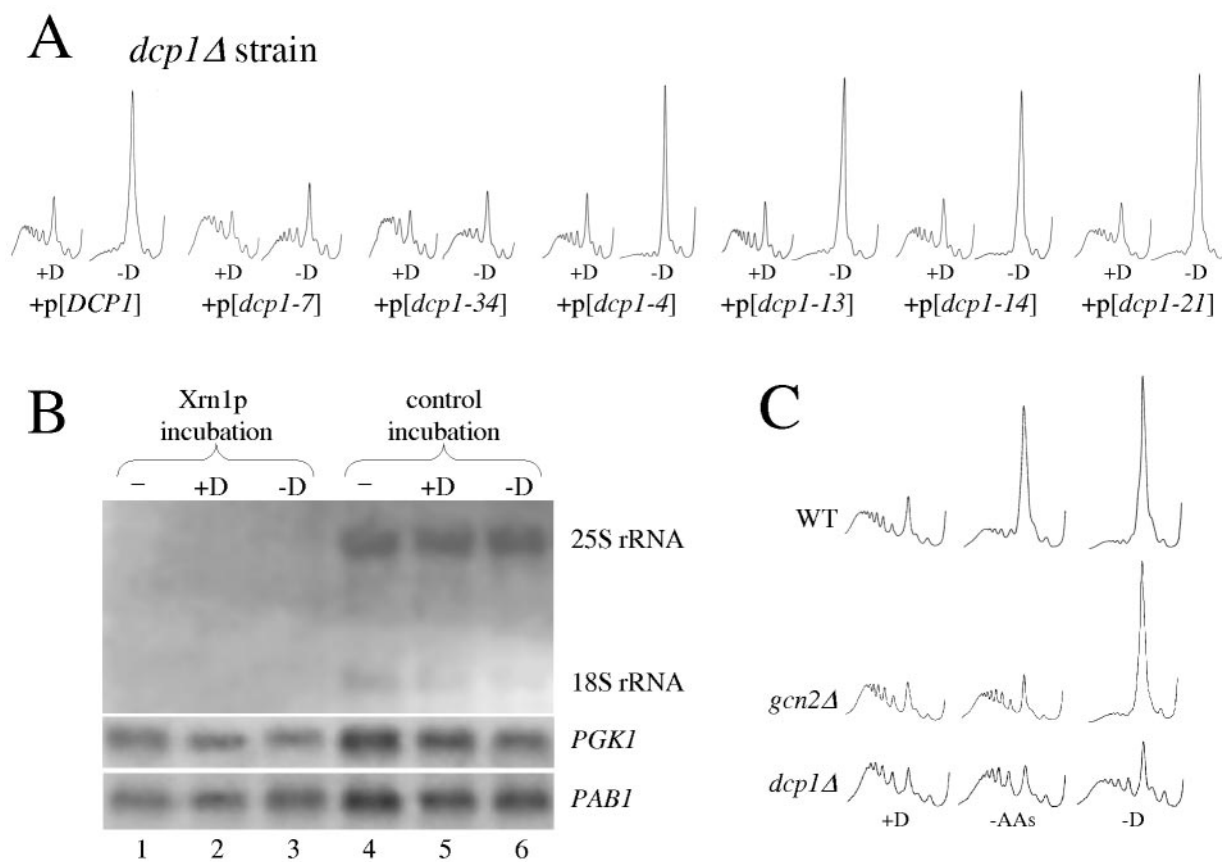 A
dcp1Δ strain
+D -D +D -D +D -D +D -D +D -D +D -D +D -D
+p[DCP1] +p[dcp1-7] +p[dcp1-34] +p[dcp1-4] +p[dcp1-13] +p[dcp1-14] +p[dcp1-21]
B
Xrn1p incubation
control incubation
– +D -D – +D -D
25S rRNA
18S rRNA
PGK1
PAB1
1 2 3 4 5 6
C
WT
gcn2Δ
dcp1Δ
+D -AAs -D